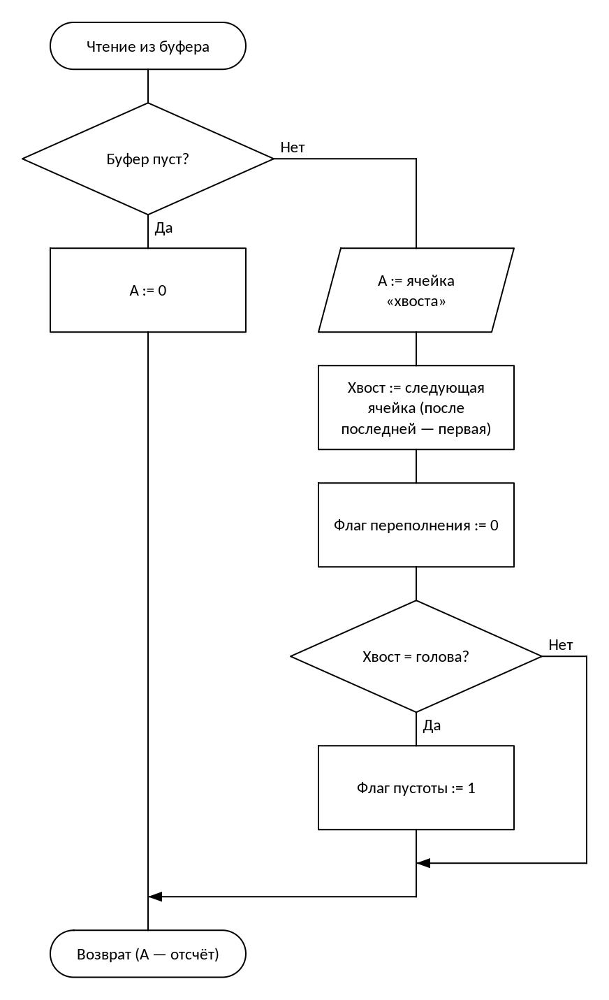 Чтение из буфера
Буфер пуст?
Нет
Да
A := 0
A := ячейка
«хвоста»
Хвост := следующая
ячейка (после
последней — первая)
Флаг переполнения := 0
Хвост = голова?
Нет
Да
Флаг пустоты := 1
Возврат (A — отсчёт)